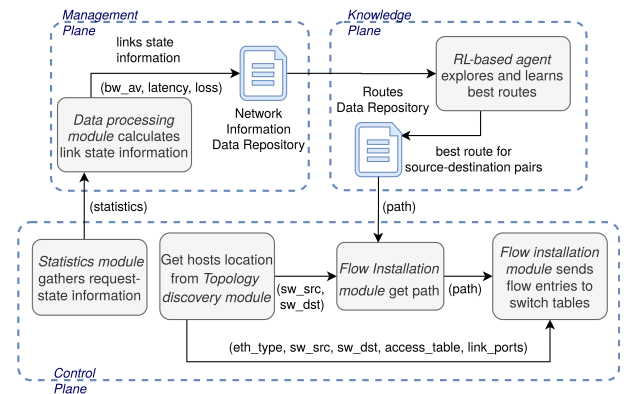 Management
Plane
links state
information
(bw_av, latency, loss)
Data processing
module calculates
link state information
Network
Information
Data Repository
(statistics)
Knowledge
Plane
RL-based agent
explores and learns
best routes
Routes
Data Repository
best route for
source-destination pairs
(path)
Statistics module
gathers request-
state information
Get hosts location
from Topology
discovery module
(sw_src,
sw_dst)
Flow Installation
module get path
(path)
Flow installation
module sends
flow entries to
switch tables
(eth_type, sw_src, sw_dst, access_table, link_ports)
Control
Plane